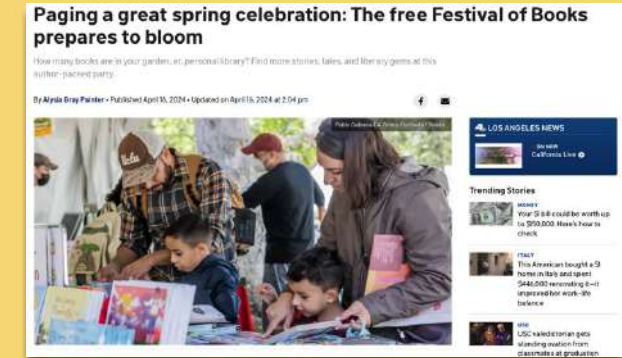 Paging a great spring celebration: The free Festival of Books
prepares to bloom
How many books are in your garden, er, personal library? Find more stories, tales, and literary gems at this
author-packed party.
By Alysia Gray Painter • Published April 16, 2024 • Updated on April 16, 2024 at 2:04 pm
Ucla
4 LOS ANGELES NEWS
ON NOW
California Live
Trending Stories
MONEY
Your $1 bill could be worth up
to $150,000. Here's how to
check
ITALY
This American bought a $1
home in Italy and spent
$446,000 renovating it—it
improved her work-life
balance
USC
USC valedictorian gets
standing ovation from
classmates at graduation